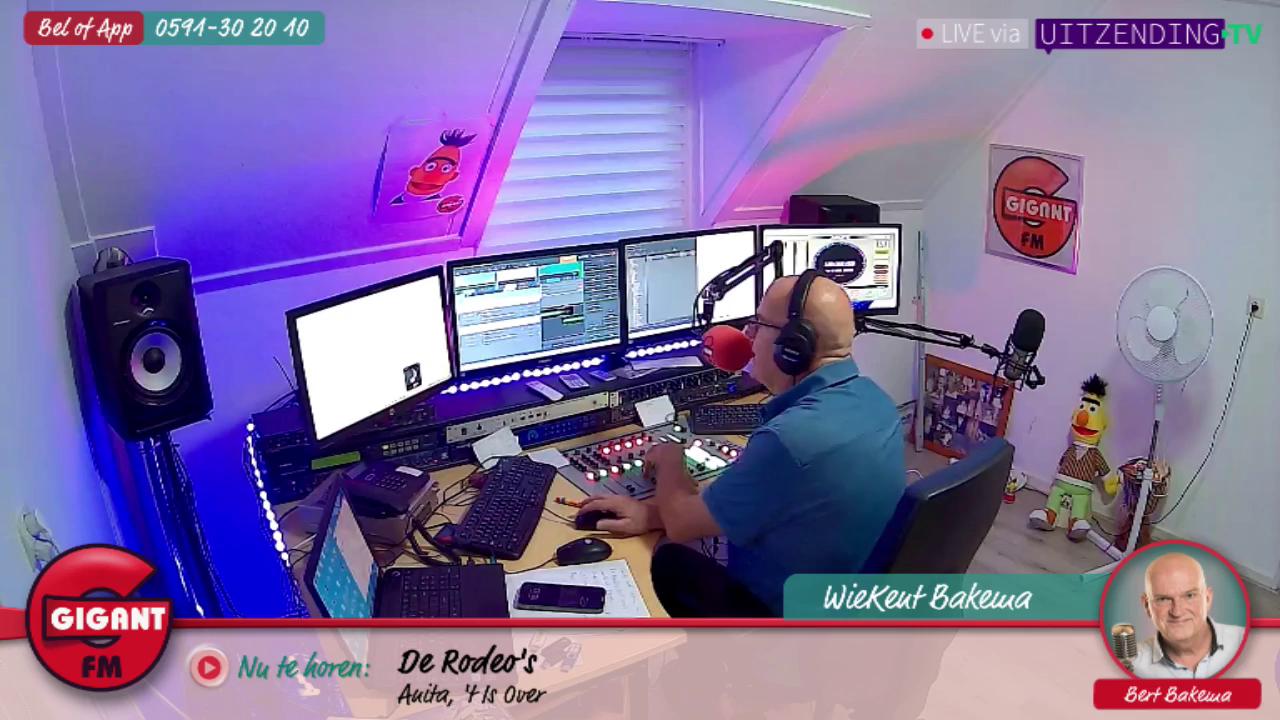 Bel of App 0591-30 20 10
LIVE via UITZENDING.TV
GIGANT
FM
WieKent Bakema
GIGANT
FM
Nu te horen: De Rodeo's
Anita, 't Is Over
Bert Bakema